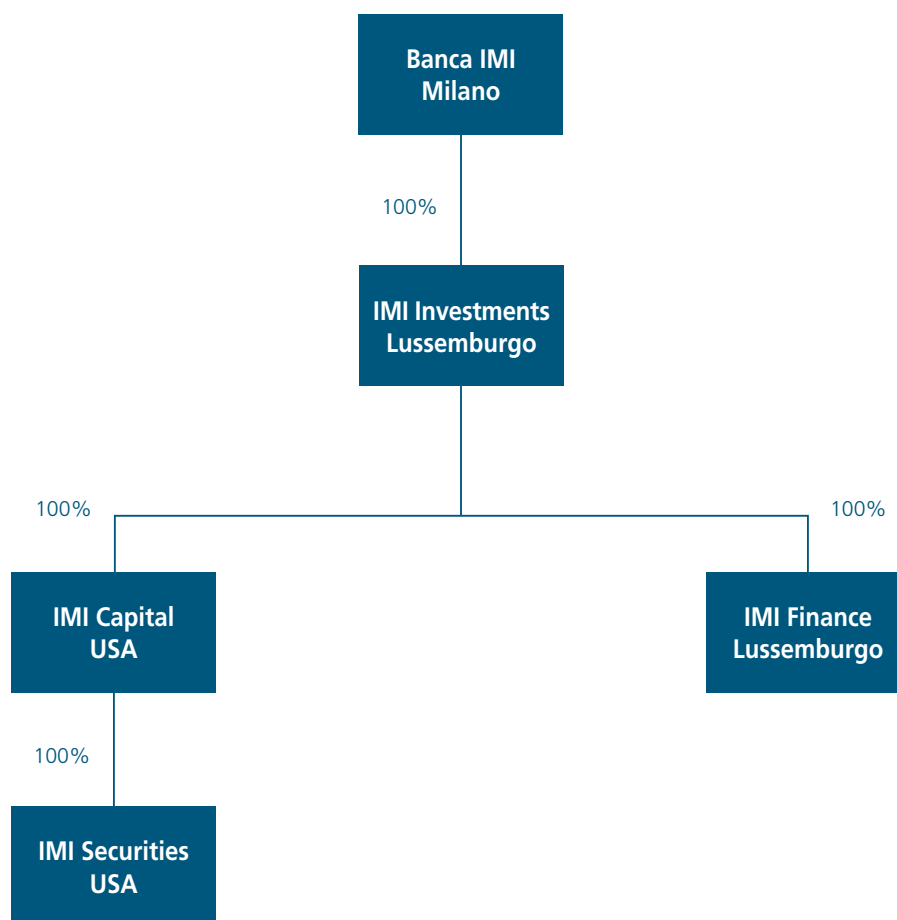 Banca IMI
Milano
100%
IMI Investments
Lussemburgo
100%
100%
IMI Capital
USA
IMI Finance
Lussemburgo
100%
IMI Securities
USA